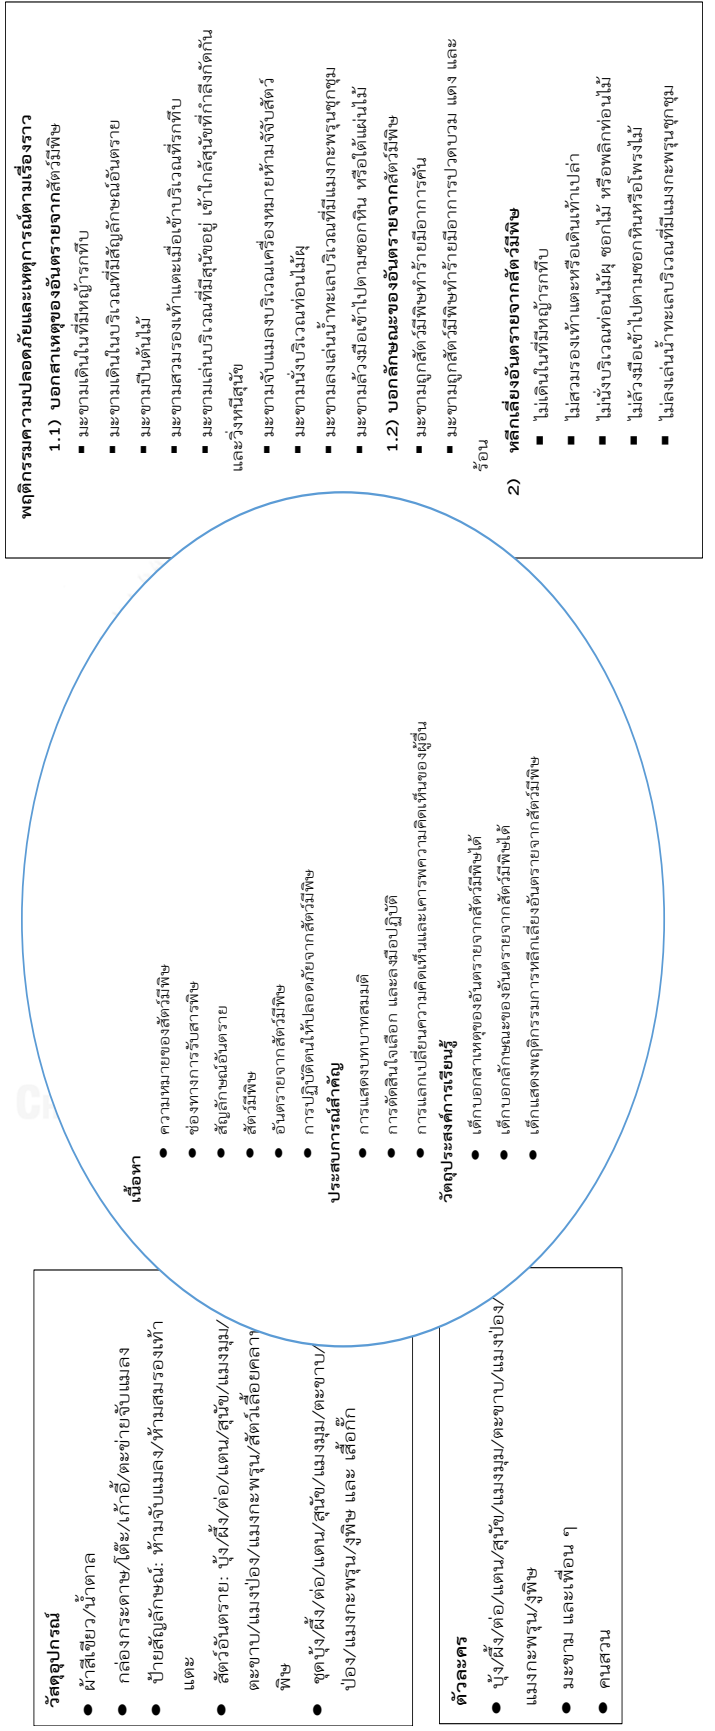 วัสดุอุปกรณ์
● ผ้าสีเขียว/น้ำตาล
● กล่องกระดาษ/โต๊ะ/เก้าอี้/ตะข่ายจับแมลง
● ป้ายสัญลักษณ์: ห้ามจับแมลง/ห้ามสมรองเท้า
แตะ
● สัตว์อันตราย: บุ้ง/ผึ้ง/ต่อ/แตน/สุนัข/แมงมุม/
ตะขาบ/แมงป่อง/แมงกะพรุน/สัตว์เลื้อยคลาน
พิษ
● ชุดบุ้ง/ผึ้ง/ต่อ/แตน/สุนัข/แมงมุม/ตะขาบ/
ป่อง/แมงกะพรุน/งูพิษ และ เสื้อกั๊ก
ตัวละคร
● บุ้ง/ผึ้ง/ต่อ/แตน/สุนัข/แมงมุม/ตะขาบ/แมงป่อง/
แมงกะพรุน/งูพิษ
● มะขาม และเพื่อน ๆ
● คนสวน
เนื้อหา
● ความหมายของสัตว์มีพิษ
● ช่องทางการรับสารพิษ
● สัญลักษณ์อันตราย
● สัตว์มีพิษ
● อันตรายจากสัตว์มีพิษ
● การปฏิบัติตนให้ปลอดภัยจากสัตว์มีพิษ
ประสบการณ์สำคัญ
● การแสดงบทบาทสมมติ
● การตัดสินใจเลือก และลงมือปฏิบัติ
● การแลกเปลี่ยนความคิดเห็นและเคารพความคิดเห็นของผู้อื่น
วัตถุประสงค์การเรียนรู้
● เด็กบอกสาเหตุของอันตรายจากสัตว์มีพิษได้
● เด็กบอกลักษณะของอันตรายจากสัตว์มีพิษได้
● เด็กแสดงพฤติกรรมการหลีกเลี่ยงอันตรายจากสัตว์มีพิษ
พฤติกรรมความปลอดภัยและเหตุการณ์ตามเรื่องราว
1.1) บอกสาเหตุของอันตรายจากสัตว์มีพิษ
▪ มะขามเดินในที่มีหญ้ารกทึบ
▪ มะขามเดินในบริเวณที่มีสัญลักษณ์อันตราย
▪ มะขามปีนต้นไม้
▪ มะขามสวมรองเท้าแตะเมื่อเข้าบริเวณที่รกทึบ
▪ มะขามเล่นบริเวณที่มีสุนัขอยู่ เข้าใกล้สุนัขที่กำลังกัดกัน
และวิ่งหนีสุนัข
▪ มะขามจับแมลงบริเวณเครื่องหมายห้ามจับสัตว์
▪ มะขามนั่งบริเวณท่อนไม้ผุ
▪ มะขามลงเล่นน้ำทะเลบริเวณที่มีแมงกะพรุนชุกชุม
▪ มะขามล้วงมือเข้าไปตามซอกหิน หรือใต้แผ่นไม้
1.2) บอกลักษณะของอันตรายจากสัตว์มีพิษ
▪ มะขามถูกสัตว์มีพิษทำร้ายมีอาการคัน
▪ มะขามถูกสัตว์มีพิษทำร้ายมีอาการปวดบวม แดง และ
ร้อน
2) หลีกเลี่ยงอันตรายจากสัตว์มีพิษ
▪ ไม่เดินในที่มีหญ้ารกทึบ
▪ ไม่สวมรองเท้าแตะหรือเดินเท้าเปล่า
▪ ไม่นั่งบริเวณท่อนไม้ผุ ซอกไม้ หรือพลิกท่อนไม้
▪ ไม่ล้วงมือเข้าไปตามซอกหินหรือโพรงไม้
▪ ไม่ลงเล่นน้ำทะเลบริเวณที่มีแมงกะพรุนชุกชุม